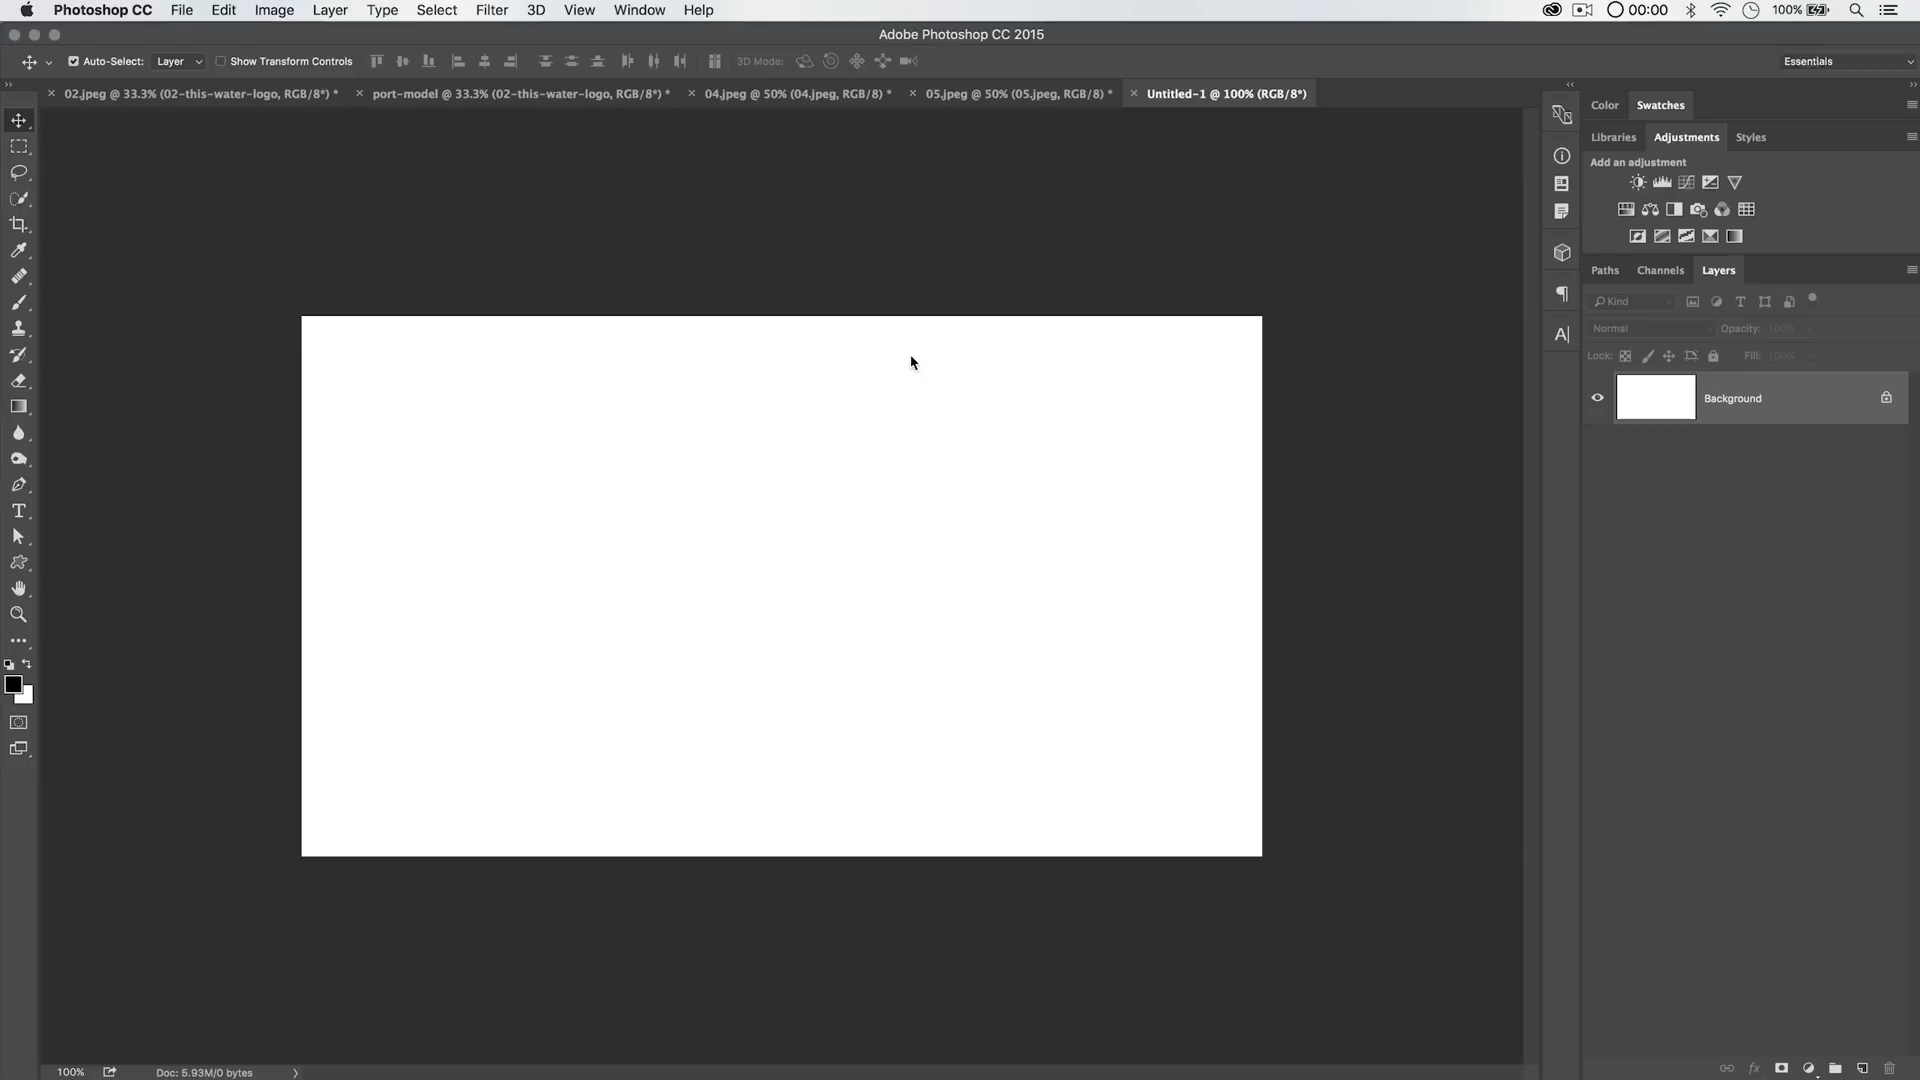 Photoshop CC File Edit Image Layer Type Select Filter 3D View Window Help 00:00 100%
Adobe Photoshop CC 2015
Auto-Select: Layer Show Transform Controls 3D Mode: Essentials
02.jpeg @ 33.3% (02-this-water-logo, RGB/8*) * port-model @ 33.3% (02-this-water-logo, RGB/8*) * 04.jpeg @ 50% (04.jpeg, RGB/8) * 05.jpeg @ 50% (05.jpeg, RGB/8) * Untitled-1 @ 100% (RGB/8*)
Color Swatches
Libraries Adjustments Styles
Add an adjustment
Paths Channels Layers
Kind
Normal Opacity: 100%
Lock: Fill: 100%
Background
100% Doc: 5.93M/0 bytes